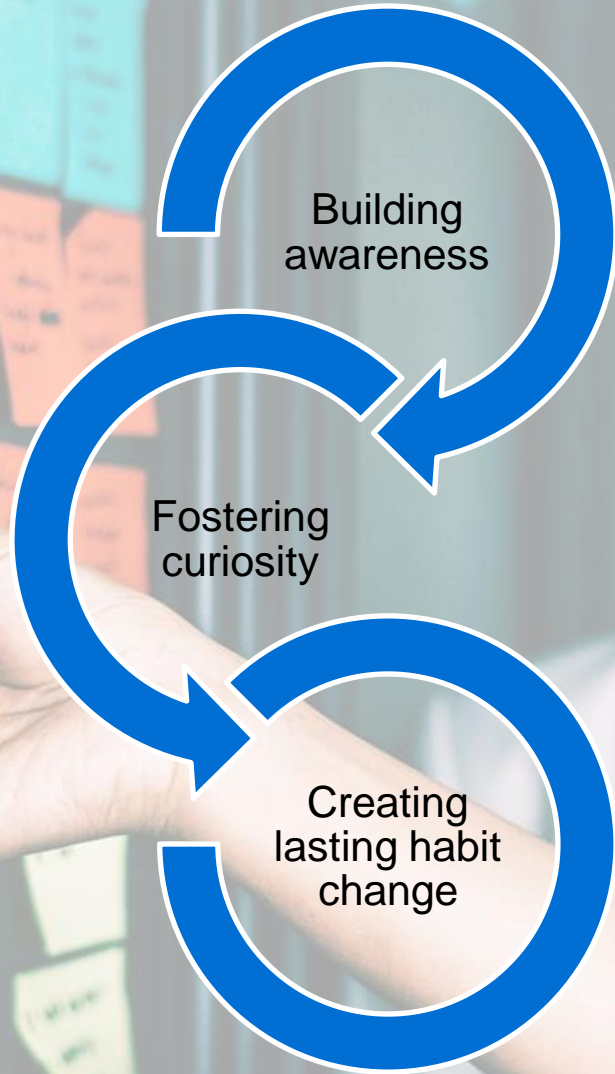 Building
awareness
Fostering
curiosity
Creating
lasting habit
change